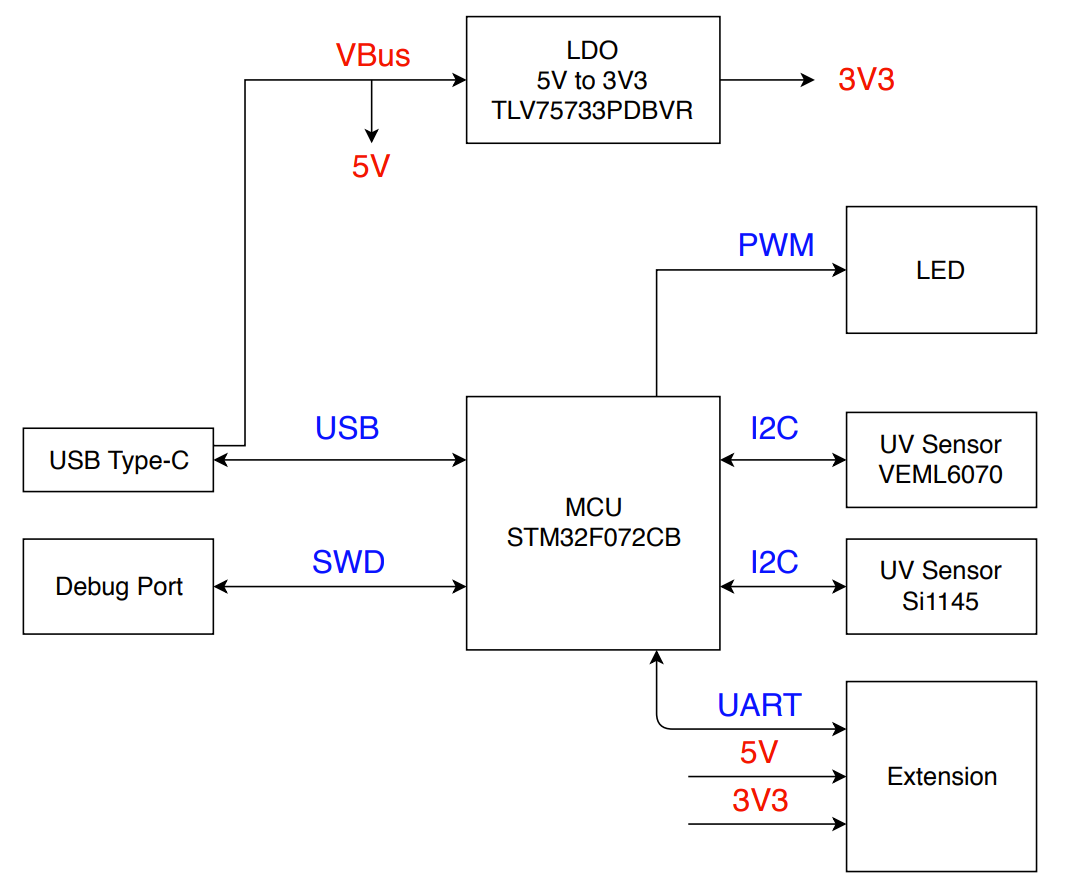 VBus
LDO
5V to 3V3
TLV75733PDBVR
3V3
5V
PWM
LED
USB
I2C
USB Type-C
UV Sensor
VEML6070
MCU
STM32F072CB
SWD
I2C
Debug Port
UV Sensor
Si1145
UART
5V
3V3
Extension